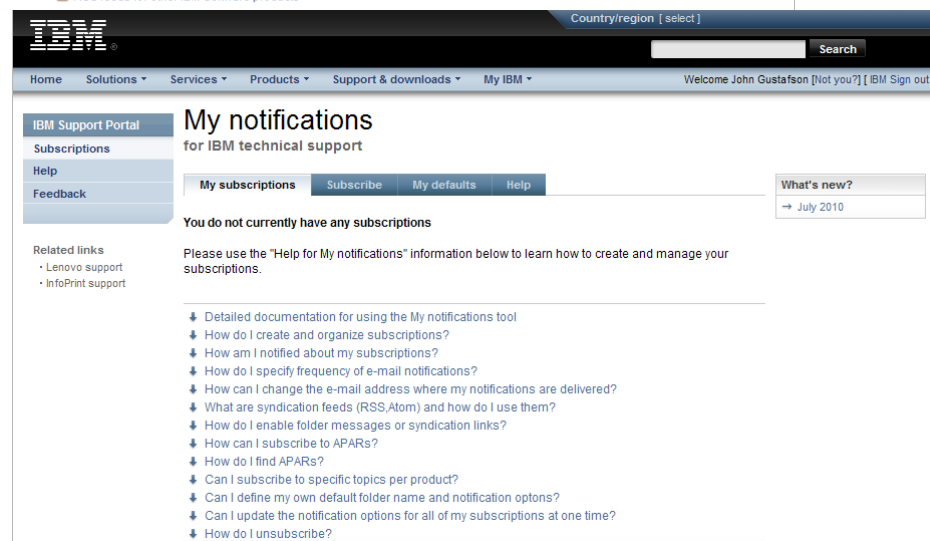 Country/region [ select ]
IBM ®
Search
Home Solutions Services Products Support & downloads My IBM
Welcome John Gustafson [Not you?] [ IBM Sign out
IBM Support Portal
Subscriptions
Help
Feedback
Related links
• Lenovo support
• InfoPrint support
My notifications
for IBM technical support
My subscriptions Subscribe My defaults Help
You do not currently have any subscriptions
Please use the "Help for My notifications" information below to learn how to create and manage your
subscriptions.
Detailed documentation for using the My notifications tool
How do I create and organize subscriptions?
How am I notified about my subscriptions?
How do I specify frequency of e-mail notifications?
How can I change the e-mail address where my notifications are delivered?
What are syndication feeds (RSS,Atom) and how do I use them?
How do I enable folder messages or syndication links?
How can I subscribe to APARs?
How do I find APARs?
Can I subscribe to specific topics per product?
Can I define my own default folder name and notification optons?
Can I update the notification options for all of my subscriptions at one time?
How do I unsubscribe?
What's new?
→ July 2010